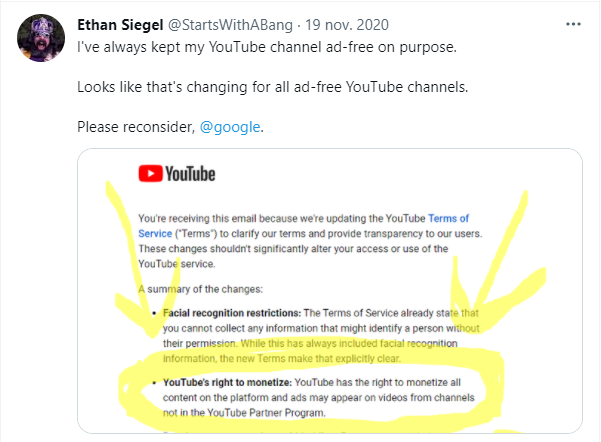 Ethan Siegel @StartsWithABang · 19 nov. 2020
I've always kept my YouTube channel ad-free on purpose.
Looks like that's changing for all ad-free YouTube channels.
Please reconsider, @google.
YouTube
You're receiving this email because we're updating the YouTube Terms of
Service ("Terms") to clarify our terms and provide transparency to our users.
These changes shouldn't significantly alter your access or use of the
YouTube service.
A summary of the changes:
• Facial recognition restrictions: The Terms of Service already state that
you cannot collect any information that might identify a person without
their permission. While this has always included facial recognition
information, the new Terms make that explicitly clear.
• YouTube's right to monetize: YouTube has the right to monetize all
content on the platform and ads may appear on videos from channels
not in the YouTube Partner Program.